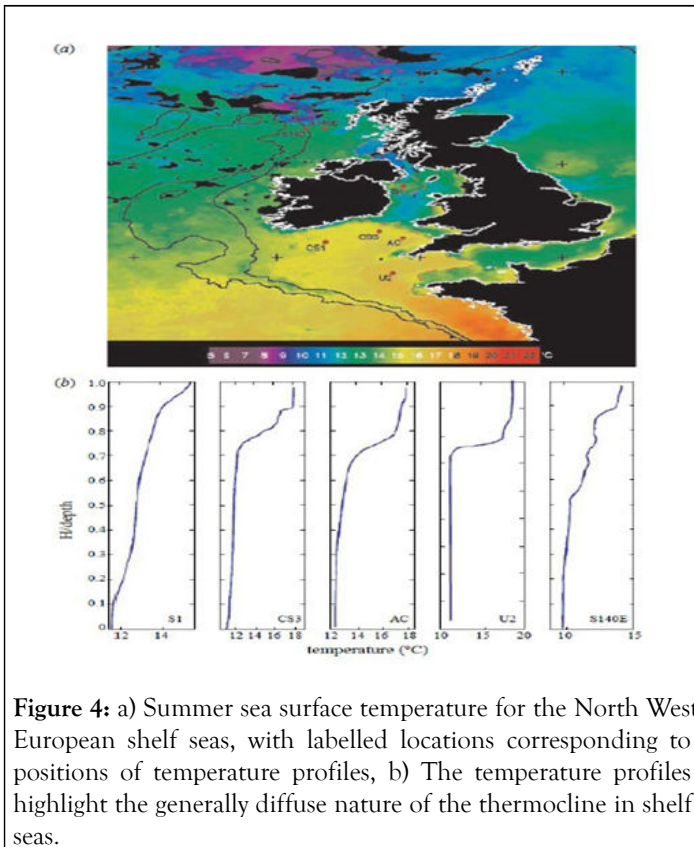 (a)
CS1
CS3
AC
U2
5 6 7 8 9 10 11 12 13 14 15 16 17 18 19 20 21 22 °C
(b)
1.0
0.9
0.8
0.7
0.6
0.5
0.4
0.3
0.2
0.1
0
H/depth
S1
CS3
AC
U2
S140E
12 14
12 14 16 18
12 14 16 18
10 15 20
10 15
temperature (°C)
Figure 4: a) Summer sea surface temperature for the North West
European shelf seas, with labelled locations corresponding to
positions of temperature profiles, b) The temperature profiles
highlight the generally diffuse nature of the thermocline in shelf
seas.